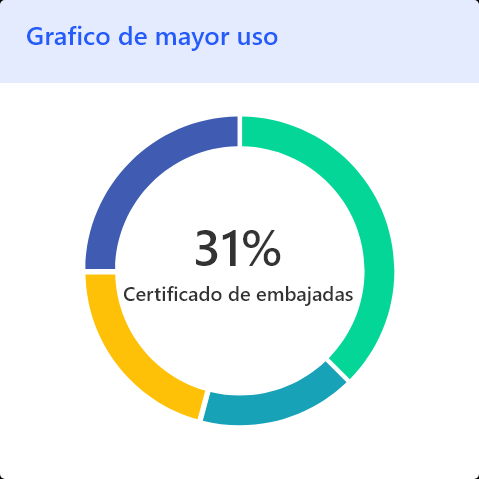 Grafico de mayor uso
31%
Certificado de embajadas